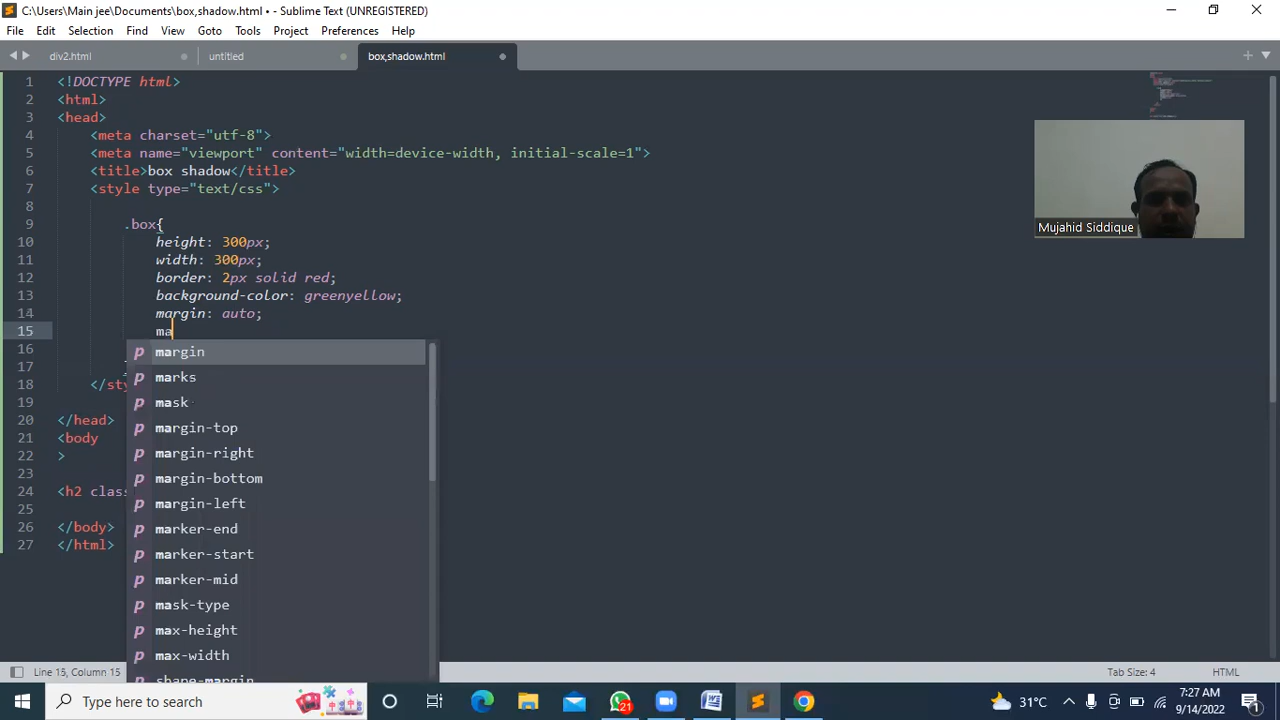 C:\Users\Main jee\Documents\box,shadow.html • - Sublime Text (UNREGISTERED)
File Edit Selection Find View Goto Tools Project Preferences Help
div2.html untitled box,shadow.html
1 <!DOCTYPE html>
2 <html>
3 <head>
4 <meta charset="utf-8">
5 <meta name="viewport" content="width=device-width, initial-scale=1">
6 <title>box shadow</title>
7 <style type="text/css">
8
9 .box{
10 height: 300px;
11 width: 300px;
12 border: 2px solid red;
13 background-color: greenyellow;
14 margin: auto;
15 ma
16
17
18 </sty
19
20 </head>
21 <body
22 >
23
24 <h2 class
25
26 </body>
27 </html>
p margin
p marks
p mask
p margin-top
p margin-right
p margin-bottom
p margin-left
p marker-end
p marker-start
p marker-mid
p mask-type
p max-height
p max-width
p shape-margin
Mujahid Siddique
Line 15, Column 15 Tab Size: 4 HTML
Type here to search 21 31°C 7:27 AM
9/14/2022 1